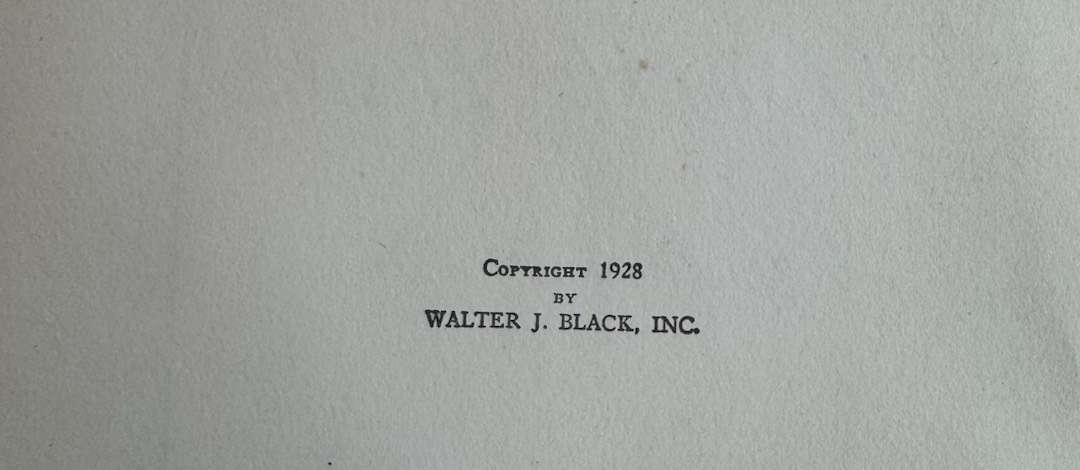 COPYRIGHT 1928
BY
WALTER J. BLACK, INC.